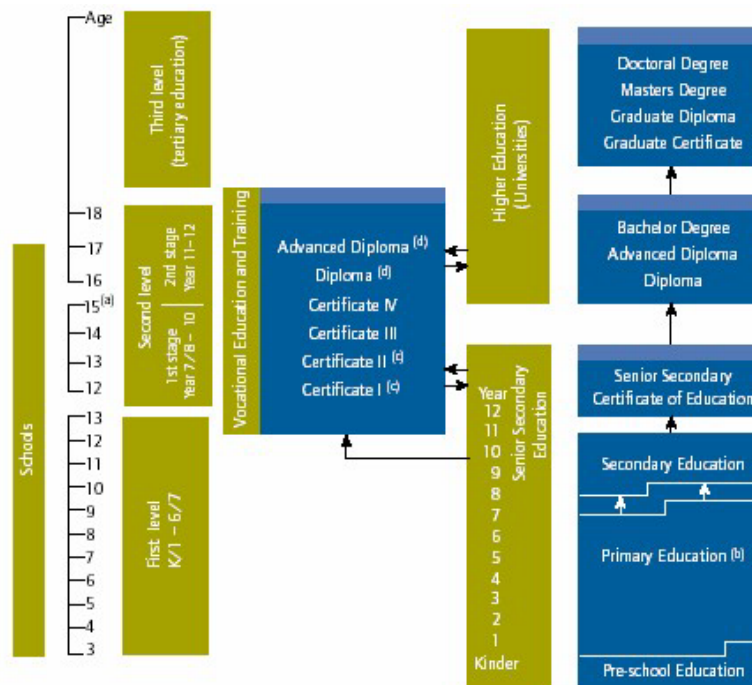 Age
18
17
16
15(a)
14
13
12
13
12
11
10
9
8
7
6
5
4
3
Schools
Third level
(tertiary education)
Second level
2nd stage
Year 11-12
1st stage
Year 7/8 - 10
First level
K/1 - 6/7
Vocational Education and Training
Advanced Diploma (d)
Diploma (d)
Certificate IV
Certificate III
Certificate II (c)
Certificate I (c)
Higher Education
(Universities)
Senior Secondary
Education
Year
12
11
10
9
8
7
6
5
4
3
2
1
Kinder
Doctoral Degree
Masters Degree
Graduate Diploma
Graduate Certificate
Bachelor Degree
Advanced Diploma
Diploma
Senior Secondary
Certificate of Education
Secondary Education
Primary Education (b)
Pre-school Education